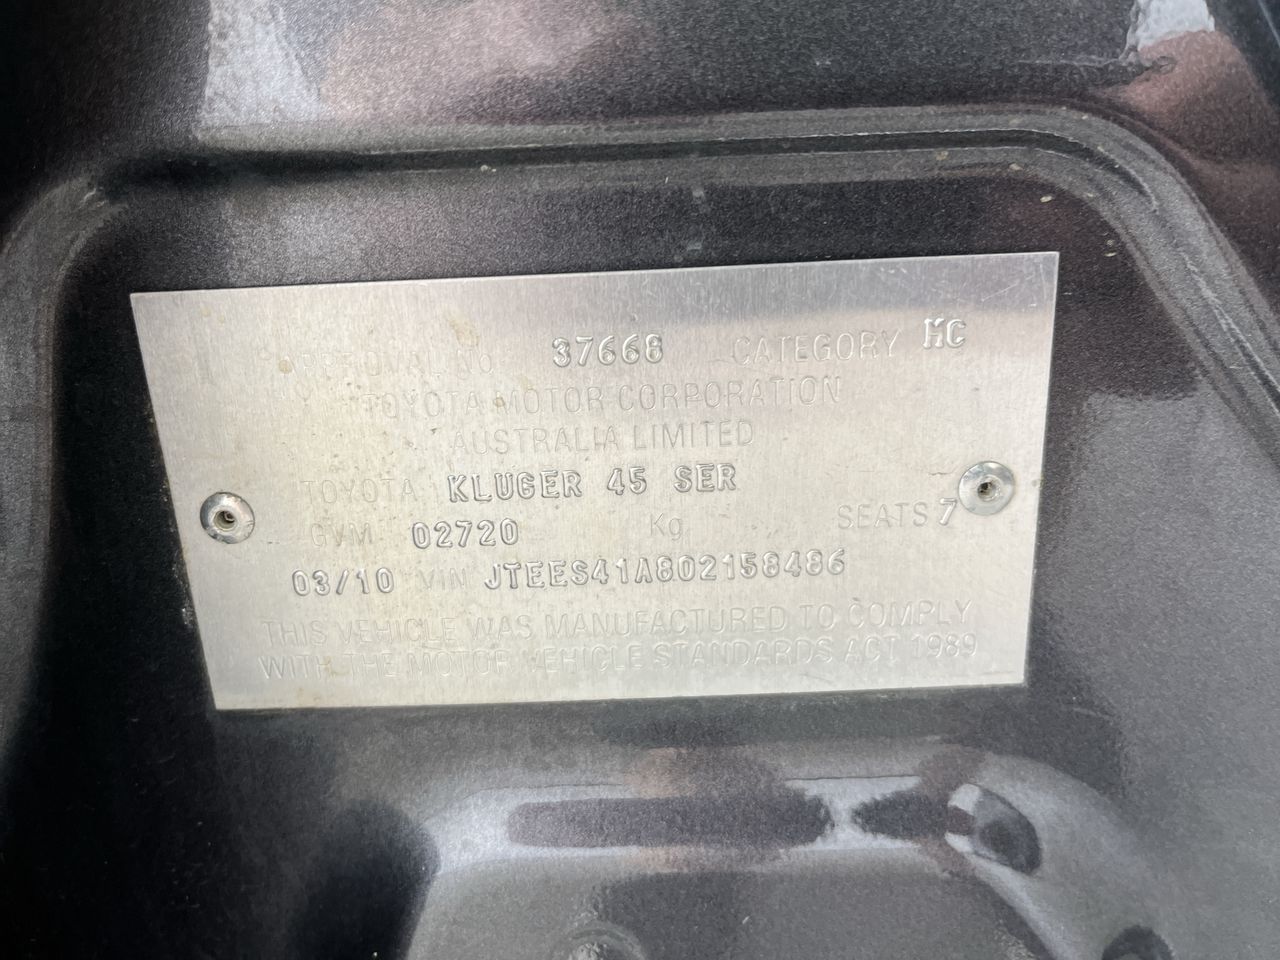 APPROVAL No. 37668 CATEGORY MC
TOYOTA MOTOR CORPORATION
AUSTRALIA LIMITED
TOYOTA KLUGER 45 SER
GVM 02720 Kg SEATS 7
03/10 VIN JTEES41A802158486
THIS VEHICLE WAS MANUFACTURED TO COMPLY
WITH THE MOTOR VEHICLE STANDARDS ACT 1989